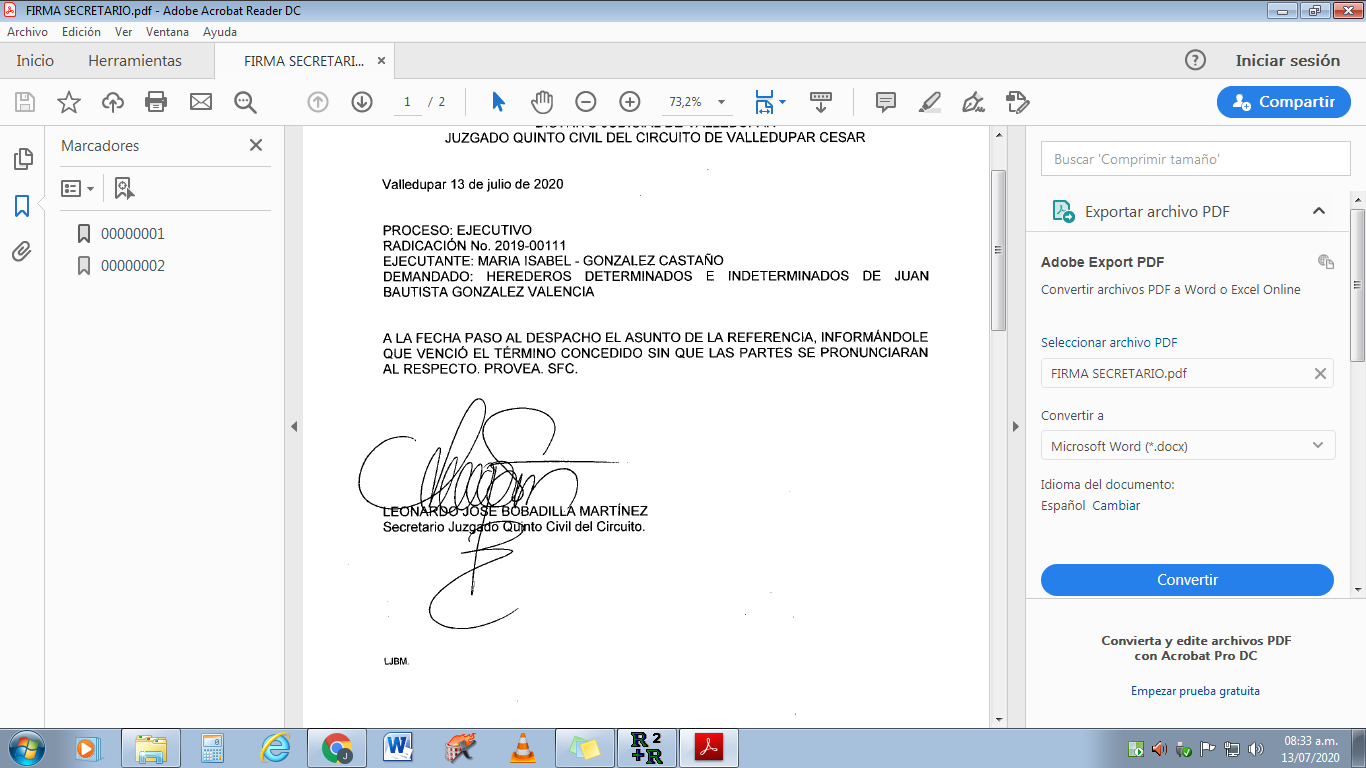 FIRMA SECRETARIO.pdf - Adobe Acrobat Reader DC
Archivo Edición Ver Ventana Ayuda
Inicio Herramientas FIRMA SECRETARI... × Iniciar sesión
1 / 2 73,2% Compartir
Marcadores
00000001
00000002
JUZGADO QUINTO CIVIL DEL CIRCUITO DE VALLEDUPAR CESAR
Valledupar 13 de julio de 2020
PROCESO: EJECUTIVO
RADICACIÓN No. 2019-00111
EJECUTANTE: MARIA ISABEL - GONZALEZ CASTAÑO
DEMANDADO: HEREDEROS DETERMINADOS E INDETERMINADOS DE JUAN
BAUTISTA GONZALEZ VALENCIA
A LA FECHA PASO AL DESPACHO EL ASUNTO DE LA REFERENCIA, INFORMÁNDOLE
QUE VENCIÓ EL TÉRMINO CONCEDIDO SIN QUE LAS PARTES SE PRONUNCIARAN
AL RESPECTO. PROVEA. SFC.
LEONARDO JOSE BOBADILLA MARTÍNEZ
Secretario Juzgado Quinto Civil del Circuito.
LJBM.
Buscar 'Comprimir tamaño'
Exportar archivo PDF
Adobe Export PDF
Convertir archivos PDF a Word o Excel Online
Seleccionar archivo PDF
FIRMA SECRETARIO.pdf
Convertir a
Microsoft Word (*.docx)
Idioma del documento:
Español Cambiar
Convertir
Convierta y edite archivos PDF
con Acrobat Pro DC
Empezar prueba gratuita
R2
+R
08:33 a.m.
13/07/2020